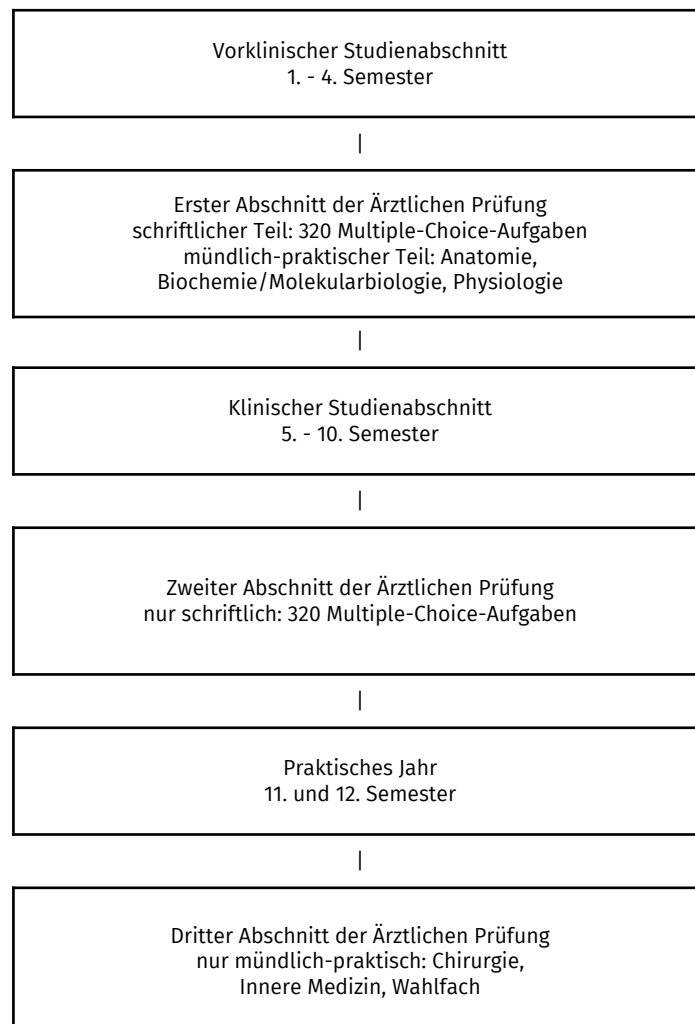 Vorklinischer Studienabschnitt
1. - 4. Semester
|
Erster Abschnitt der Ärztlichen Prüfung
schriftlicher Teil: 320 Multiple-Choice-Aufgaben
mündlich-praktischer Teil: Anatomie,
Biochemie/Molekularbiologie, Physiologie
|
Klinischer Studienabschnitt
5. - 10. Semester
|
Zweiter Abschnitt der Ärztlichen Prüfung
nur schriftlich: 320 Multiple-Choice-Aufgaben
|
Praktisches Jahr
11. und 12. Semester
|
Dritter Abschnitt der Ärztlichen Prüfung
nur mündlich-praktisch: Chirurgie,
Innere Medizin, Wahlfach